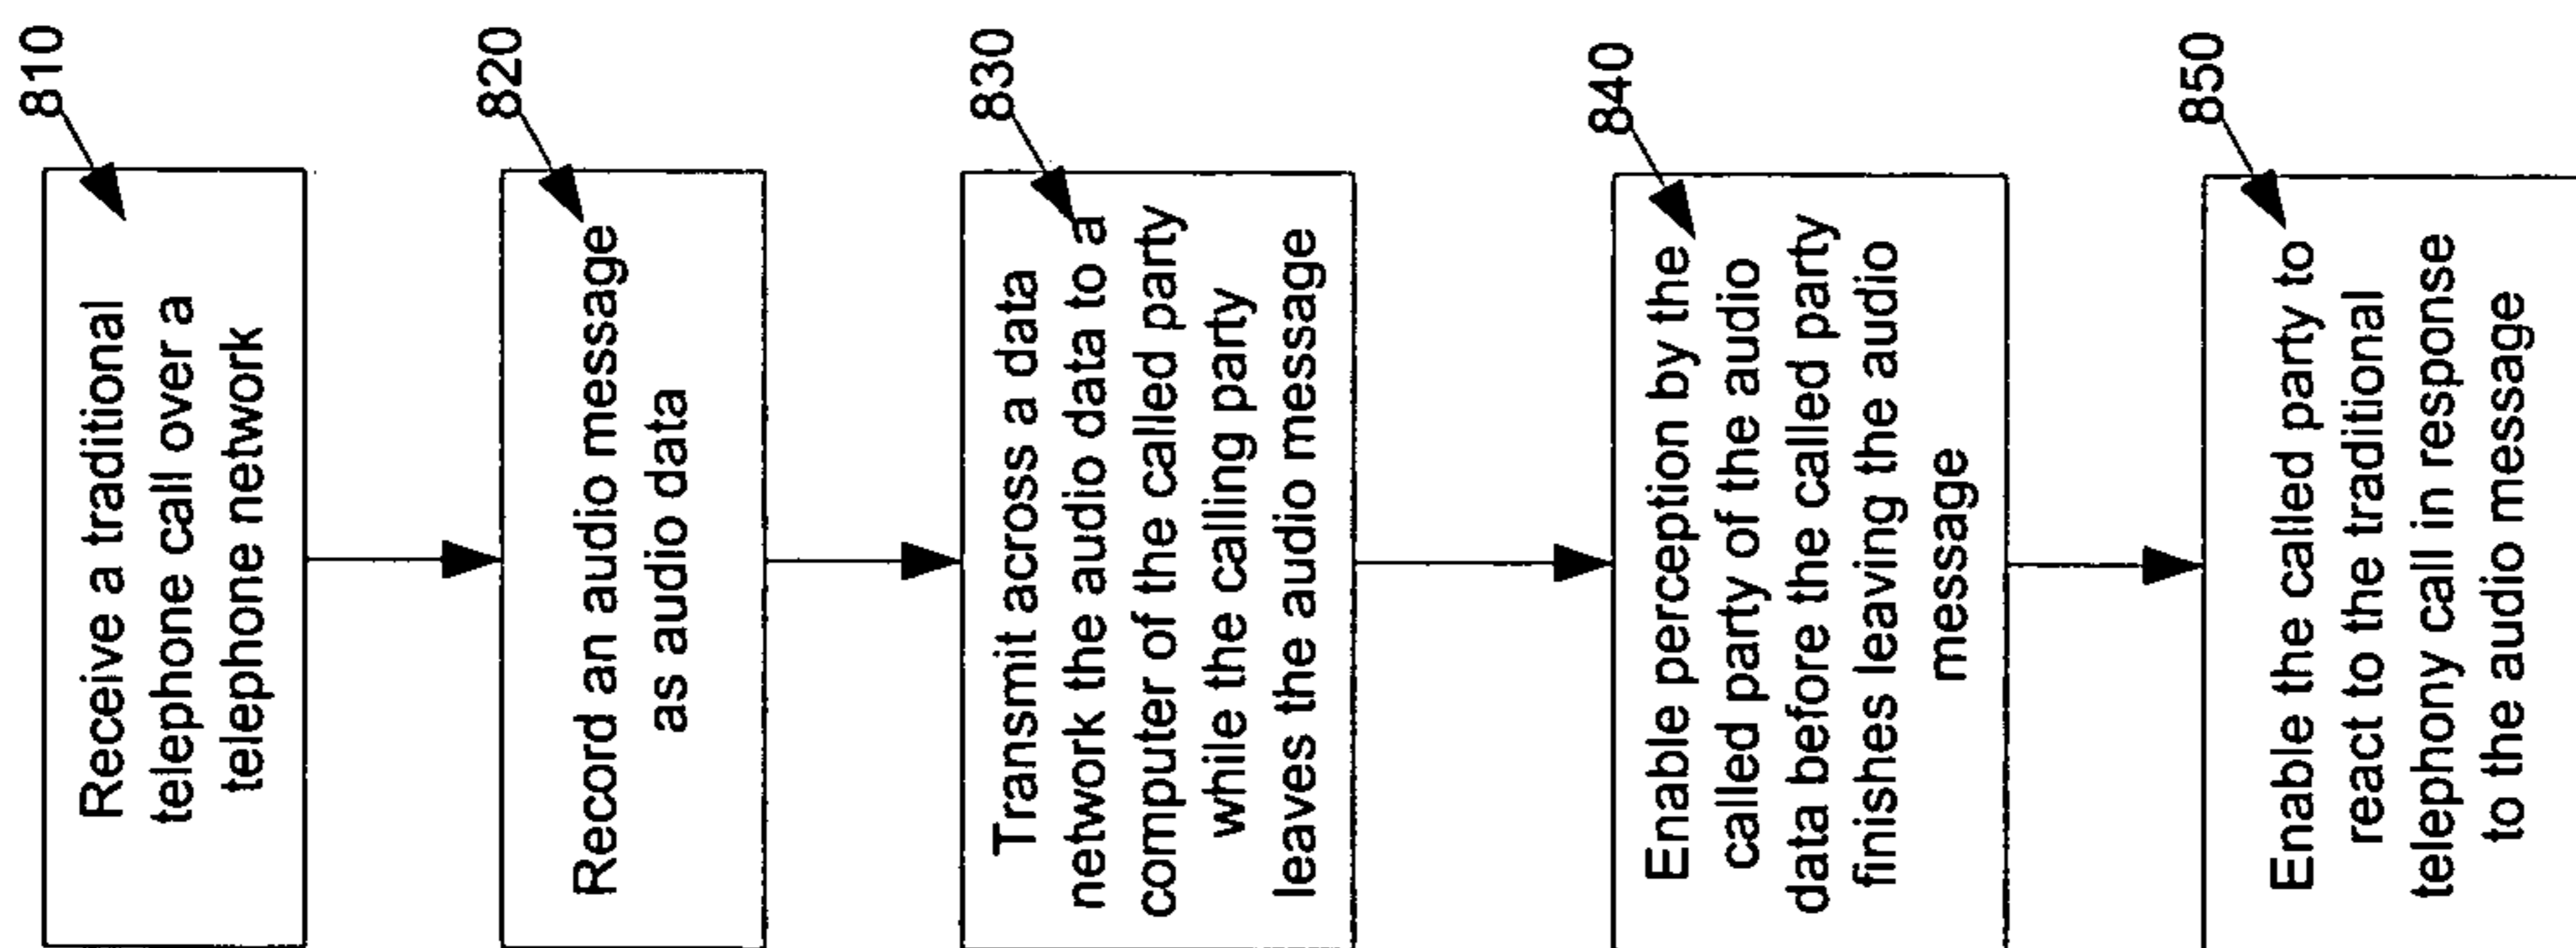 810
Receive a traditional
telephone call over a
telephone network
820
Record an audio message
as audio data
830
Transmit across a data
network the audio data to a
computer of the called party
while the calling party
leaves the audio message
840
Enable perception by the
called party of the audio
data before the called party
finishes leaving the audio
message
850
Enable the called party to
react to the traditional
telephony call in response
to the audio message